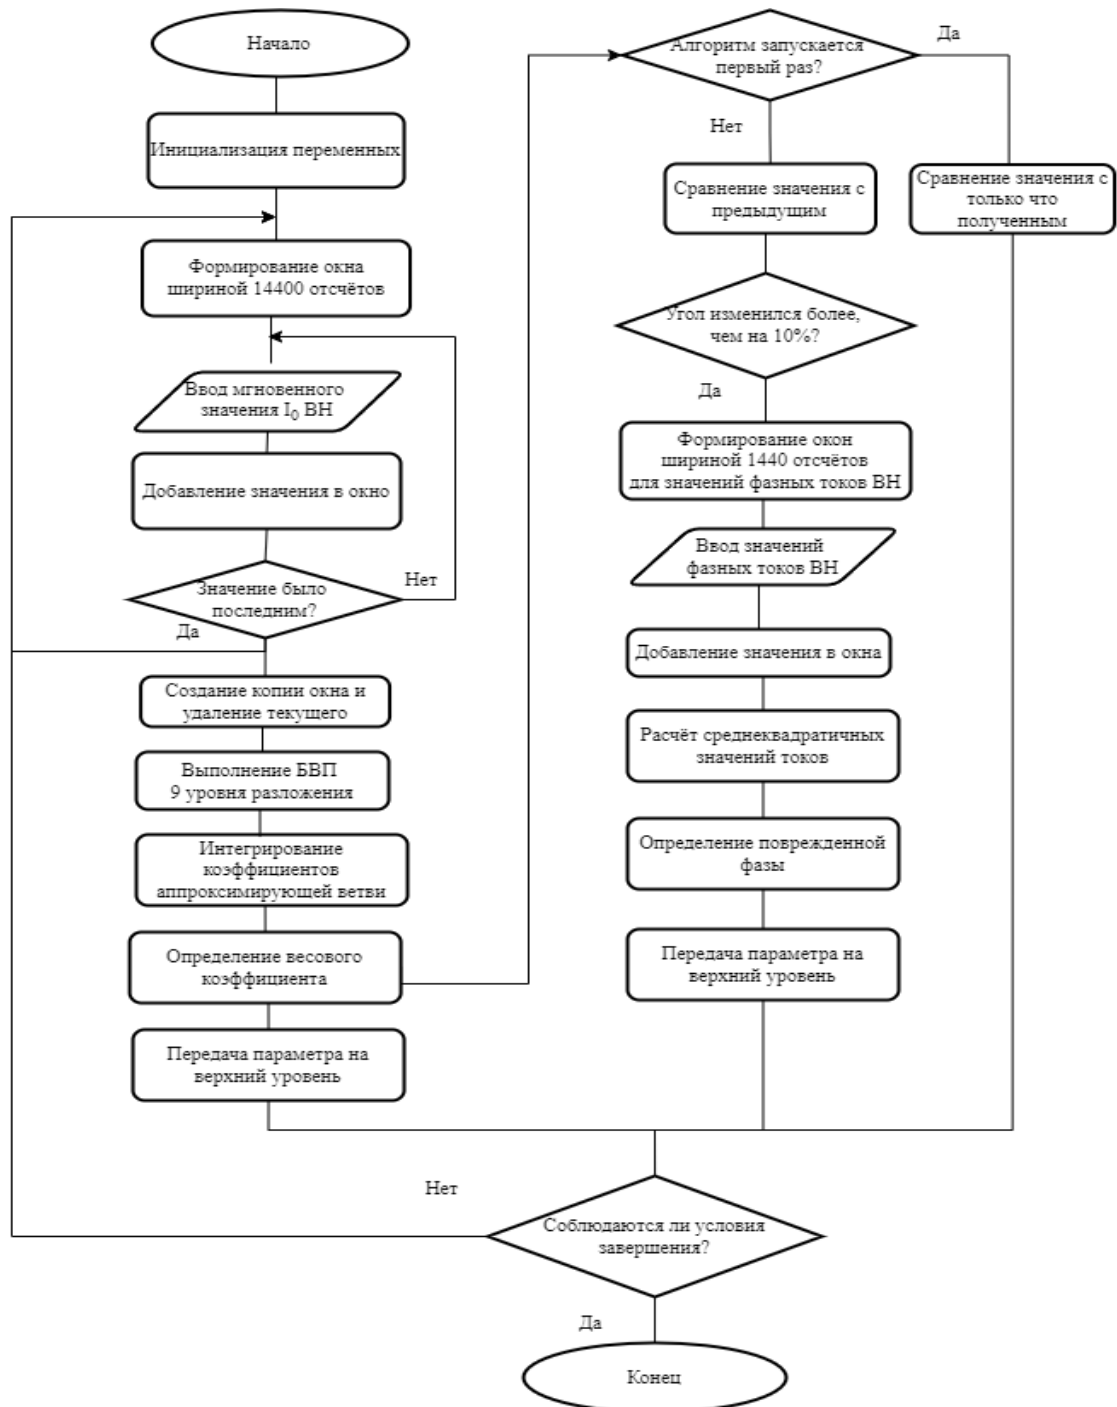 Начало
Инициализация переменных
Формирование окна
шириной 14400 отсчётов
Ввод мгновенного
значения I₀ ВН
Добавление значения в окно
Значение было
последним?
Нет
Да
Создание копии окна и
удаление текущего
Выполнение БВП
9 уровня разложения
Интегрирование
коэффициентов
аппроксимирующей ветви
Определение весового
коэффициента
Передача параметра на
верхний уровень
Алгоритм запускается
первый раз?
Да
Нет
Сравнение значения с
предыдущим
Сравнение значения с
только что
полученным
Угол изменился более,
чем на 10%?
Да
Формирование окон
шириной 1440 отсчётов
для значений фазных токов ВН
Ввод значений
фазных токов ВН
Добавление значения в окна
Расчёт среднеквадратичных
значений токов
Определение поврежденной
фазы
Передача параметра на
верхний уровень
Нет
Соблюдаются ли условия
завершения?
Да
Конец